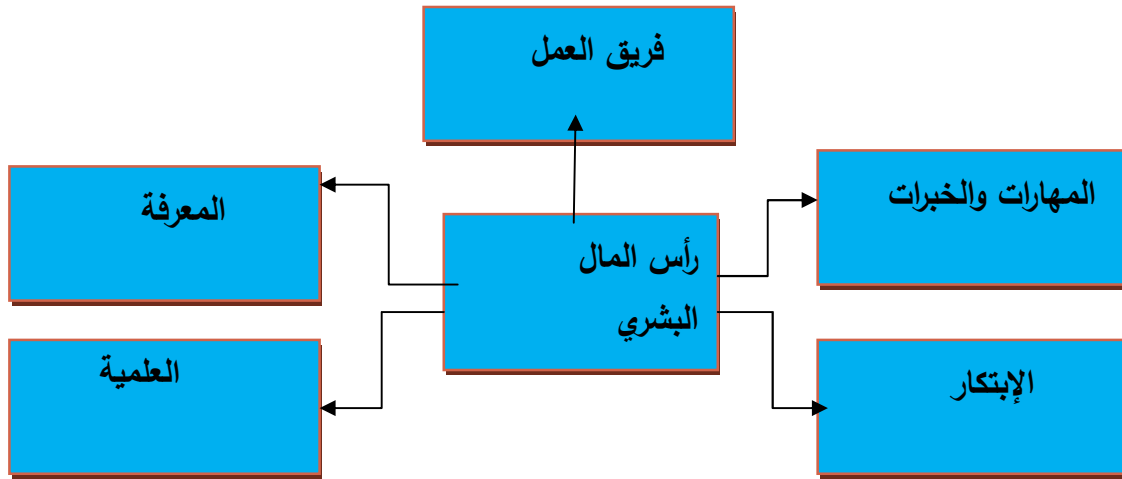 فريق العمل
المهارات والخبرات
المعرفة
رأس المال
البشري
الإبتكار
العلمية